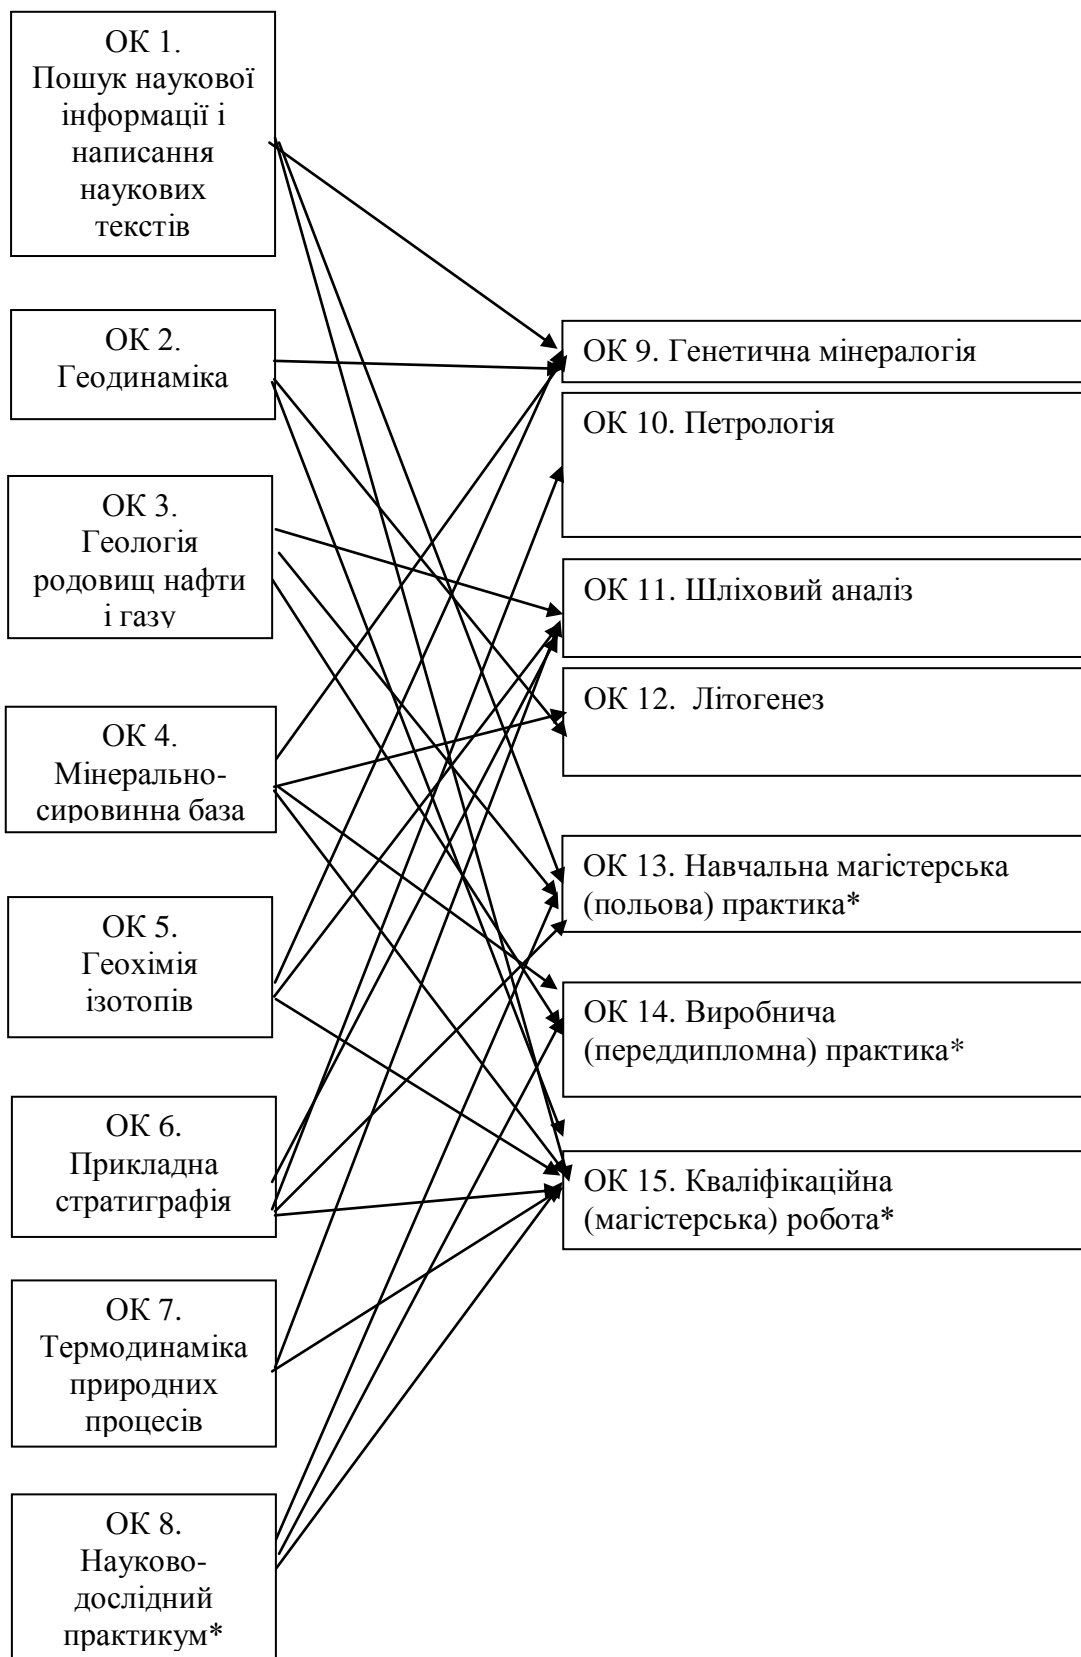 ОК 1.
Пошук наукової
інформації і
написання
наукових
текстів
ОК 2.
Геодинаміка
ОК 3.
Геологія
родовищ нафти
і газу
ОК 4.
Мінерально-
сировинна база
ОК 5.
Геохімія
ізотопів
ОК 6.
Прикладна
стратиграфія
ОК 7.
Термодинаміка
природних
процесів
ОК 8.
Науково-
дослідний
практикум*
ОК 9. Генетична мінералогія
ОК 10. Петрологія
ОК 11. Шліховий аналіз
ОК 12.  Літогенез
ОК 13. Навчальна магістерська
(польова) практика*
ОК 14. Виробнича
(переддипломна) практика*
ОК 15. Кваліфікаційна
(магістерська) робота*